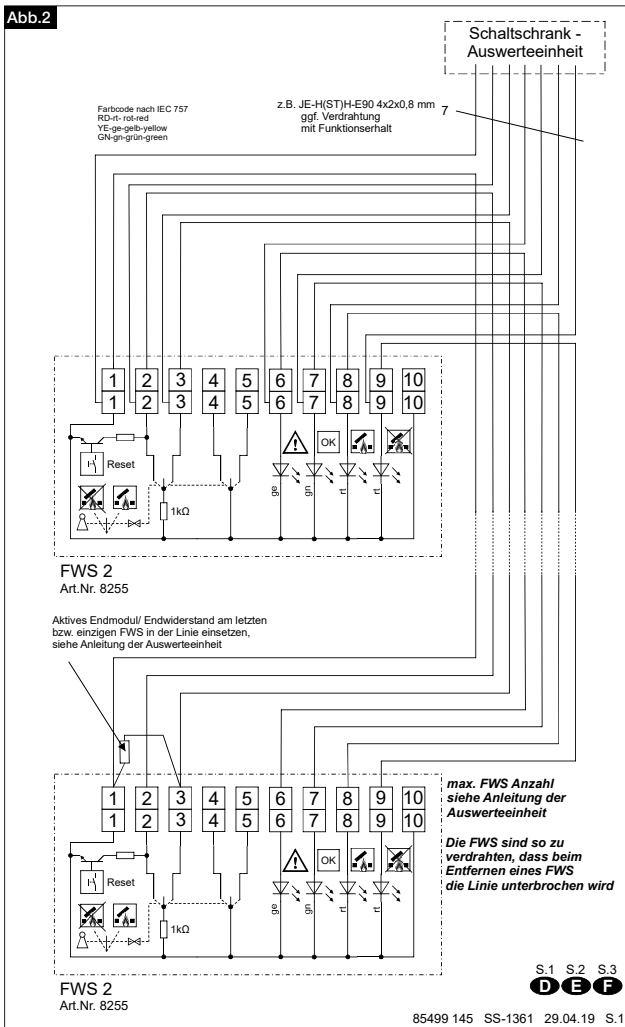 Abb.2
Schaltschrank -
Auswerteeinheit
Farbcode nach IEC 757
RD-rt- rot-red
YE-ge-gelb-yellow
GN-gn-grün-green
z.B. JE-H(ST)H-E90 4x2x0,8 mm
ggf. Verdrahtung
mit Funktionserhalt
7
1 2 3 4 5 6 7 8 9 10
1 2 3 4 5 6 7 8 9 10
OK
Reset
ge gn rt rt
1kΩ
FWS 2
Art.Nr. 8255
Aktives Endmodul/ Endwiderstand am letzten
bzw. einzigen FWS in der Linie einsetzen,
siehe Anleitung der Auswerteeinheit
max. FWS Anzahl
siehe Anleitung der
Auswerteeinheit
Die FWS sind so zu
verdrahten, dass beim
Entfernen eines FWS
die Linie unterbrochen wird
1 2 3 4 5 6 7 8 9 10
1 2 3 4 5 6 7 8 9 10
OK
Reset
ge gn rt rt
1kΩ
FWS 2
Art.Nr. 8255
S.1 S.2 S.3
D E F
85499 145 SS-1361 29.04.19 S.1